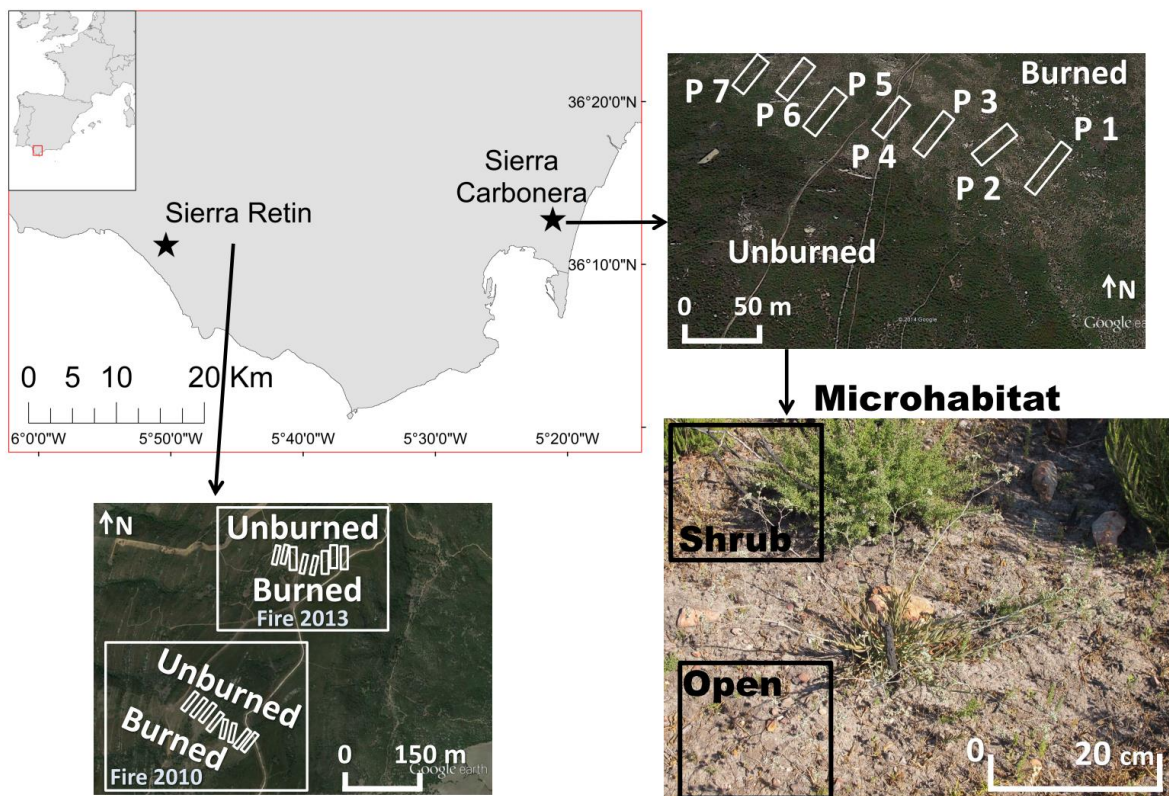 36°20'0"N
Sierra
Carbonera
Sierra Retin
36°10'0"N
0 5 10 20 Km
6°00'W
5°50'0"W
5°40'0"W
5°30'0"W
5°20'0"W
Burned
P 7
P 6
P 5
P 4
P 3
P 2
P 1
Unburned
0 50 m
N
© 2014 Google
Google ear
Microhabitat
Shrub
Open
0 20 cm
N
Unburned
Burned
Fire 2013
Unburned
Burned
Fire 2010
0 150 m
Google earth